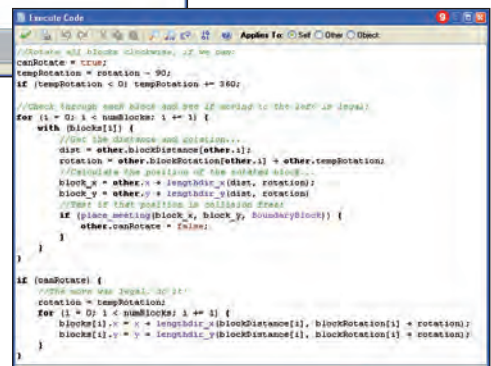 Execute Code
Applies To: Self Other Object
//Rotate all blocks clockwise, if we can:
canRotate = true;
tempRotation = rotation - 90;
if (tempRotation < 0) tempRotation += 360;
//Check through each block and see if moving to the left is legal:
for (i = 0; i < numBlocks; i += 1) {
with (blocks[i]) {
//Get the distance and rotation...
dist = other.blockDistance[other.i];
rotation = other.blockRotation[other.i] + other.tempRotation;
//Calculate the position of the rotated block...
block_x = other.x + lengthdir_x(dist, rotation);
block_y = other.y + lengthdir_y(dist, rotation)
//Test if that position is collision free:
if (place_meeting(block_x, block_y, BoundaryBlock)) {
other.canRotate = false;
}
}
}
if (canRotate) {
//The move was legal, do it:
rotation = tempRotation;
for (i = 0; i < numBlocks; i += 1) {
blocks[i].x = x + lengthdir_x(blockDistance[i], blockRotation[i] + rotation);
blocks[i].y = y + lengthdir_y(blockDistance[i], blockRotation[i] + rotation);
}
}